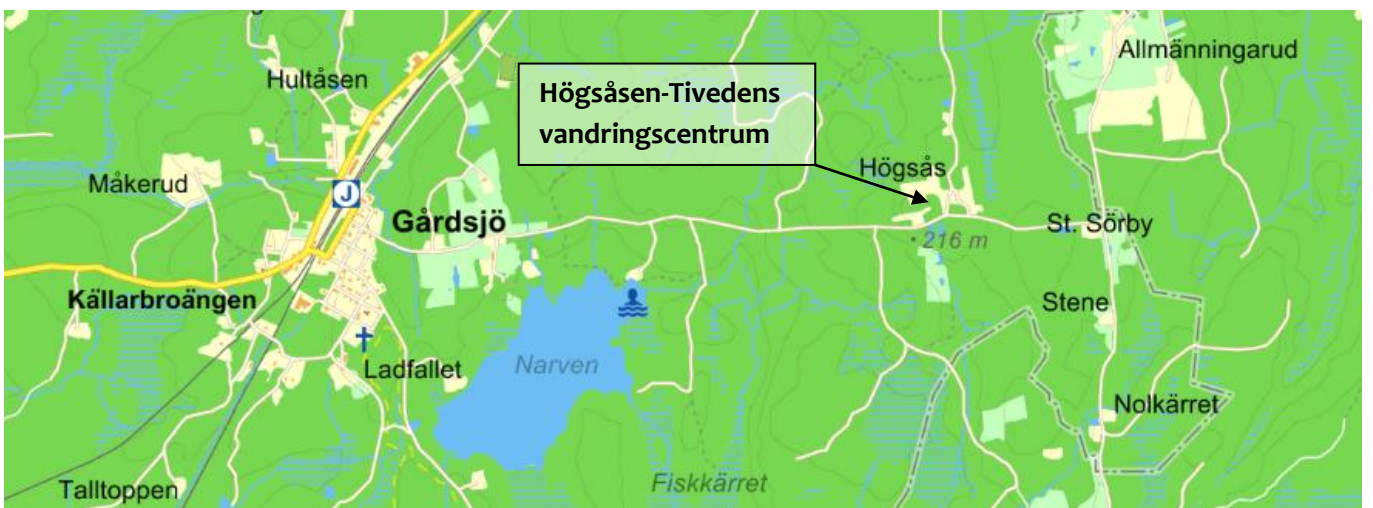 Allmänningarud
Hultåsen
Högsåsen-Tivedens
vandringscentrum
Högsås
Måkerud
J
Gårdsjö
St. Sörby
216 m
Källarbroängen
Stene
Ladfallet
Narven
Nolkärret
Talltoppen
Fiskkärret